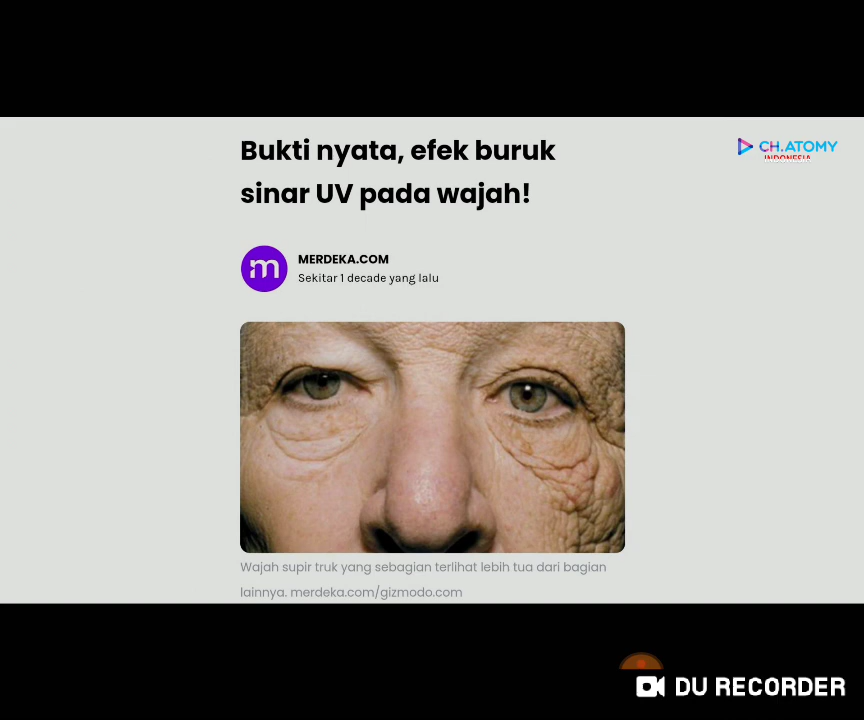 Bukti nyata, efek buruk
sinar UV pada wajah!
CH.ATOMY
INDONESIA
m
MERDEKA.COM
Sekitar 1 decade yang lalu
Wajah supir truk yang sebagian terlihat lebih tua dari bagian
lainnya. merdeka.com/gizmodo.com
DU RECORDER